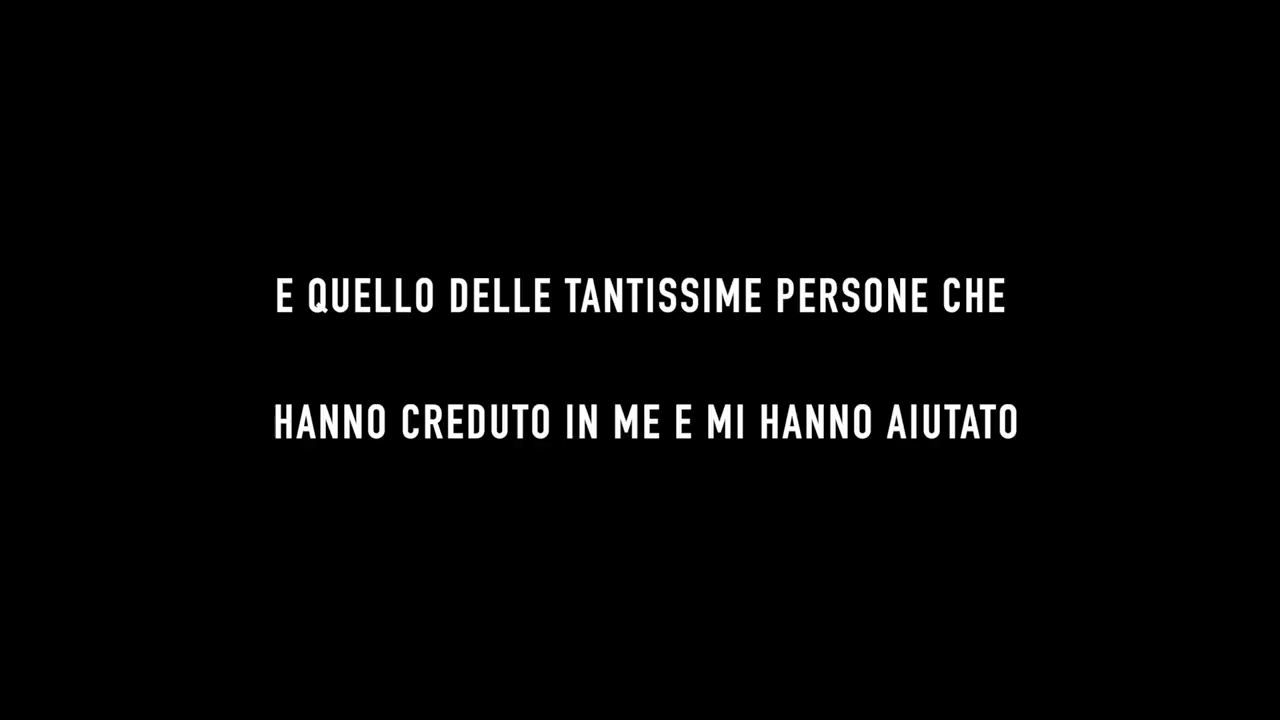 E QUELLO DELLE TANTISSIME PERSONE CHE
HANNO CREDUTO IN ME E MI HANNO AIUTATO